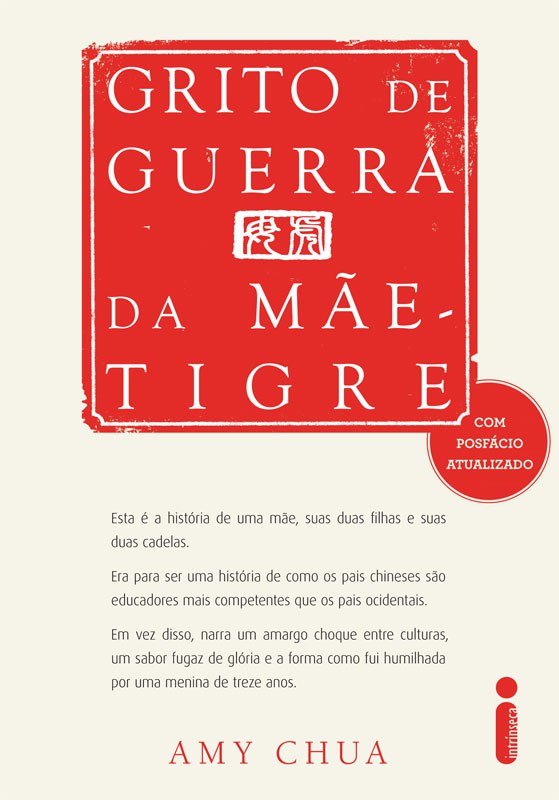 GRITO DE
GUERRA
DA MÃE-
TIGRE
COM
POSFÁCIO
ATUALIZADO
Esta é a história de uma mãe, suas duas filhas e suas
duas cadelas.
Era para ser uma história de como os pais chineses são
educadores mais competentes que os pais ocidentais.
Em vez disso, narra um amargo choque entre culturas,
um sabor fugaz de glória e a forma como fui humilhada
por uma menina de treze anos.
AMY CHUA
intrínseca